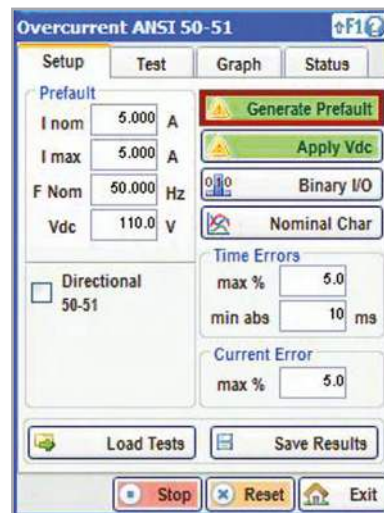 Overcurrent ANSI 50-51
F1
Setup Test Graph Status
Prefault
I nom 5.000 A
I max 5.000 A
F Nom 50.000 Hz
Vdc 110.0 V
Generate Prefault
Apply Vdc
Binary I/O
Nominal Char
Directional
50-51
Time Errors
max % 5.0
min abs 10 ms
Current Error
max % 5.0
Load Tests Save Results
Stop Reset Exit